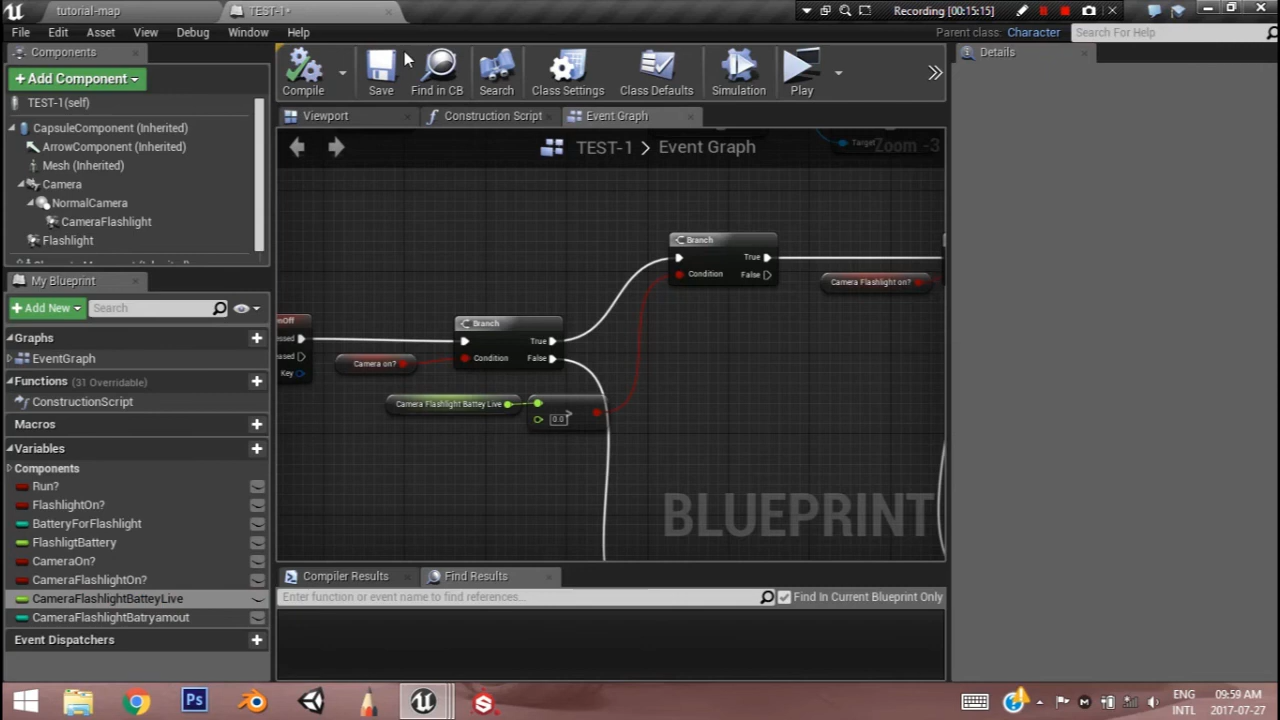 tutorial-map
TEST-1*
Recording [00:15:15]
File Edit Asset View Debug Window Help
Parent class: Character
Search For Help
Components
Details
+ Add Component
Compile Save Find in CB Search Class Settings Class Defaults Simulation Play
TEST-1(self)
Viewport Construction Script Event Graph
CapsuleComponent (Inherited)
ArrowComponent (Inherited)
TEST-1 > Event Graph
Target
Zoom -3
Mesh (Inherited)
Camera
NormalCamera
CameraFlashlight
Flashlight
Branch
True
Condition False
Camera Flashlight on?
My Blueprint
+ Add New
Search
Graphs
EventGraph
Functions (31 Overridable)
ConstructionScript
Macros
Variables
Components
Run?
FlashlightOn?
BatteryForFlashlight
FlashligtBattery
CameraOn?
CameraFlashlightOn?
CameraFlashlightBatteyLive
CameraFlashlightBatryamout
Event Dispatchers
nOff
ssed
ased
Key
Camera on?
Branch
True
Condition False
Camera Flashlight Battey Live
0.0
>
BLUEPRINT
Compiler Results Find Results
Enter function or event name to find references...
Find In Current Blueprint Only
Ps
ENG
INTL
09:59 AM
2017-07-27